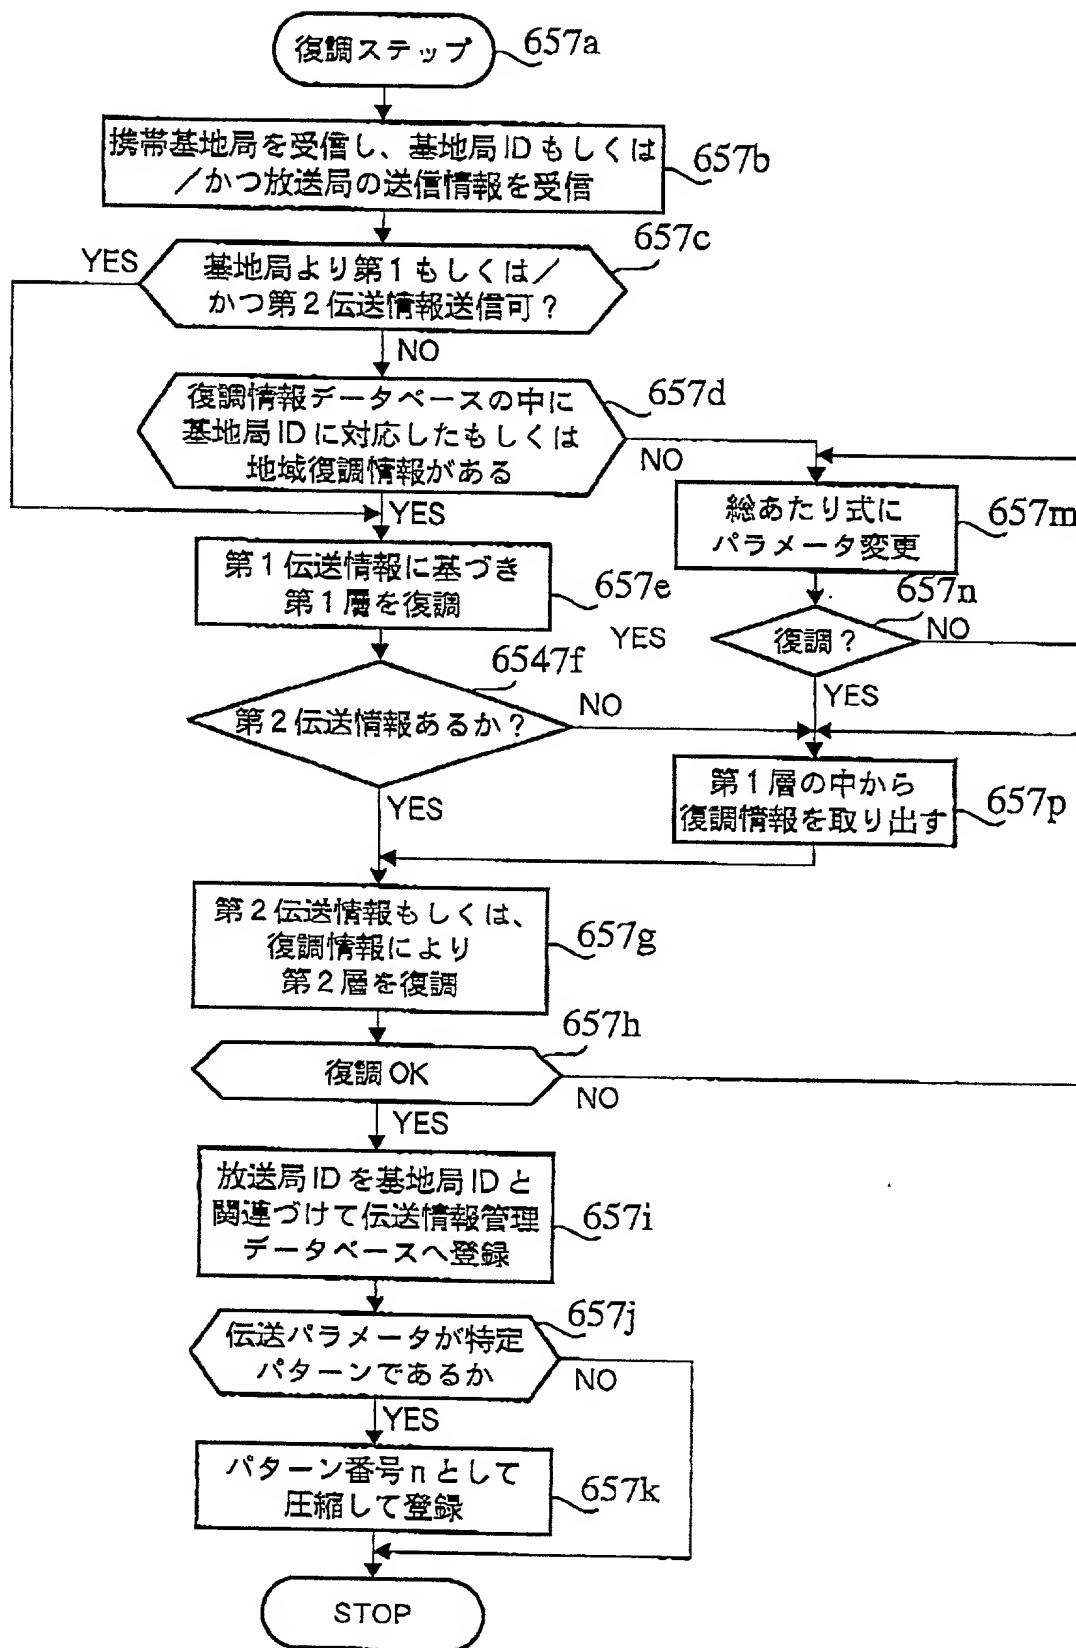 復調ステップ
657a
携帯基地局を受信し、基地局IDもしくは
／かつ放送局の送信情報を受信
657b
657c
YES
基地局より第1もしくは／
かつ第2伝送情報送信可？
NO
復調情報データベースの中に
基地局IDに対応したもしくは
地域復調情報がある
657d
NO
YES
総あたり式に
パラメータ変更
657m
第1伝送情報に基づき
第1層を復調
657e
657n
YES
復調？
NO
YES
6547f
第2伝送情報あるか？
NO
YES
第1層の中から
復調情報を取り出す
657p
第2伝送情報もしくは、
復調情報により
第2層を復調
657g
657h
復調OK
NO
YES
放送局IDを基地局IDと
関連づけて伝送情報管理
データベースへ登録
657i
657j
伝送パラメータが特定
パターンであるか
NO
YES
パターン番号nとして
圧縮して登録
657k
STOP